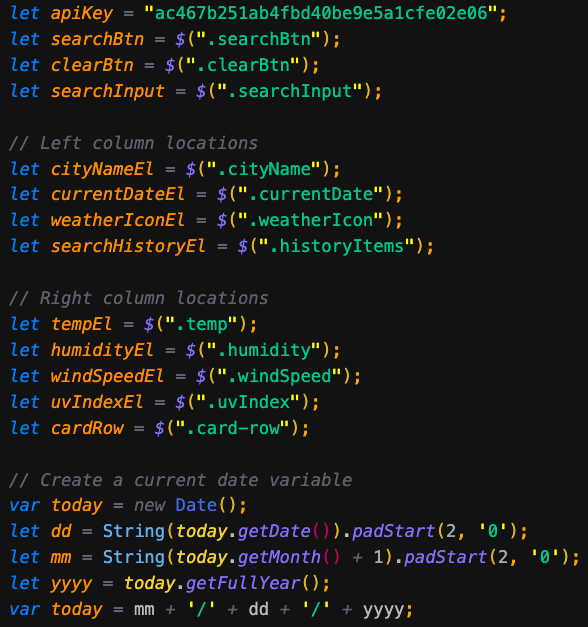 let apiKey = "ac467b251ab4fbd40be9e5a1cfe02e06";
let searchBtn = $(".searchBtn");
let clearBtn = $(".clearBtn");
let searchInput = $(".searchInput");
// Left column locations
let cityNameEl = $(".cityName");
let currentDateEl = $(".currentDate");
let weatherIconEl = $(".weatherIcon");
let searchHistoryEl = $(".historyItems");
// Right column locations
let tempEl = $(".temp");
let humidityEl = $(".humidity");
let windSpeedEl = $(".windSpeed");
let uvIndexEl = $(".uvIndex");
let cardRow = $(".card-row");
// Create a current date variable
var today = new Date();
let dd = String(today.getDate()).padStart(2, '0');
let mm = String(today.getMonth() + 1).padStart(2, '0');
let yyyy = today.getFullYear();
var today = mm + '/' + dd + '/' + yyyy;